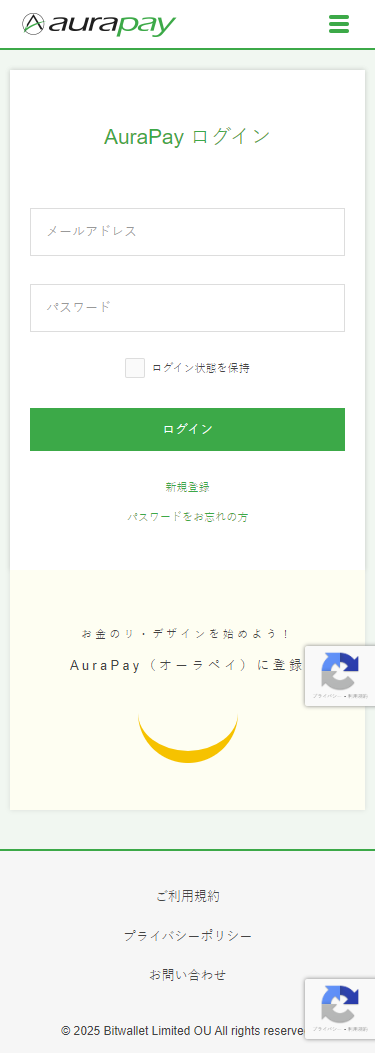 aurapay
AuraPay ログイン
メールアドレス
パスワード
ログイン状態を保持
ログイン
新規登録
パスワードをお忘れの方
お金のリ・デザインを始めよう！
AuraPay（オーラペイ）に登録
プライバシー - 利用規約
ご利用規約
プライバシーポリシー
お問い合わせ
プライバシー - 利用規約
© 2025 Bitwallet Limited OU All rights reserve